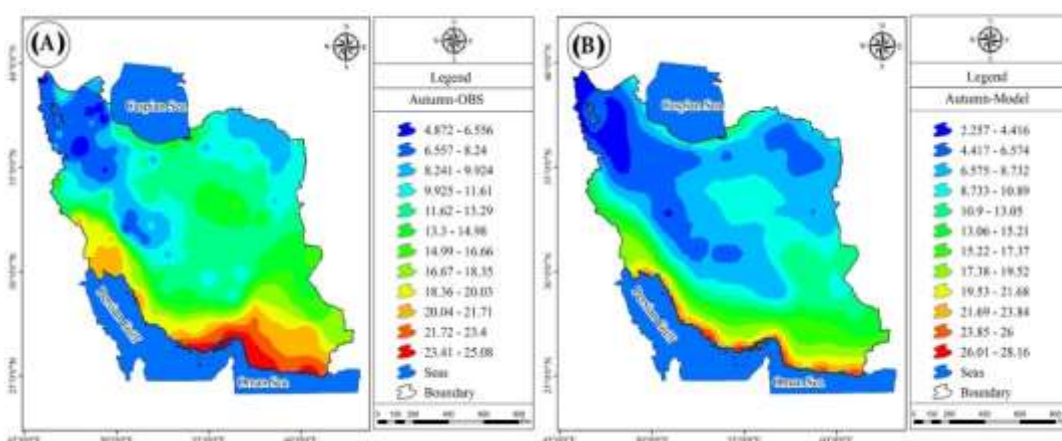 (A)
Caspian Sea
Persian Gulf
Oman Sea
Legend
Autumn-OBS
4.872 - 6.556
6.557 - 8.24
8.241 - 9.924
9.925 - 11.61
11.62 - 13.29
13.3 - 14.98
14.99 - 16.66
16.67 - 18.35
18.36 - 20.03
20.04 - 21.71
21.72 - 23.4
23.41 - 25.08
Seas
Boundary
(B)
Caspian Sea
Persian Gulf
Oman Sea
Legend
Autumn-Model
2.257 - 4.416
4.417 - 6.574
6.575 - 8.732
8.733 - 10.89
10.9 - 13.05
13.06 - 15.21
15.22 - 17.37
17.38 - 19.52
19.53 - 21.68
21.69 - 23.84
23.85 - 26
26.01 - 28.16
Seas
Boundary